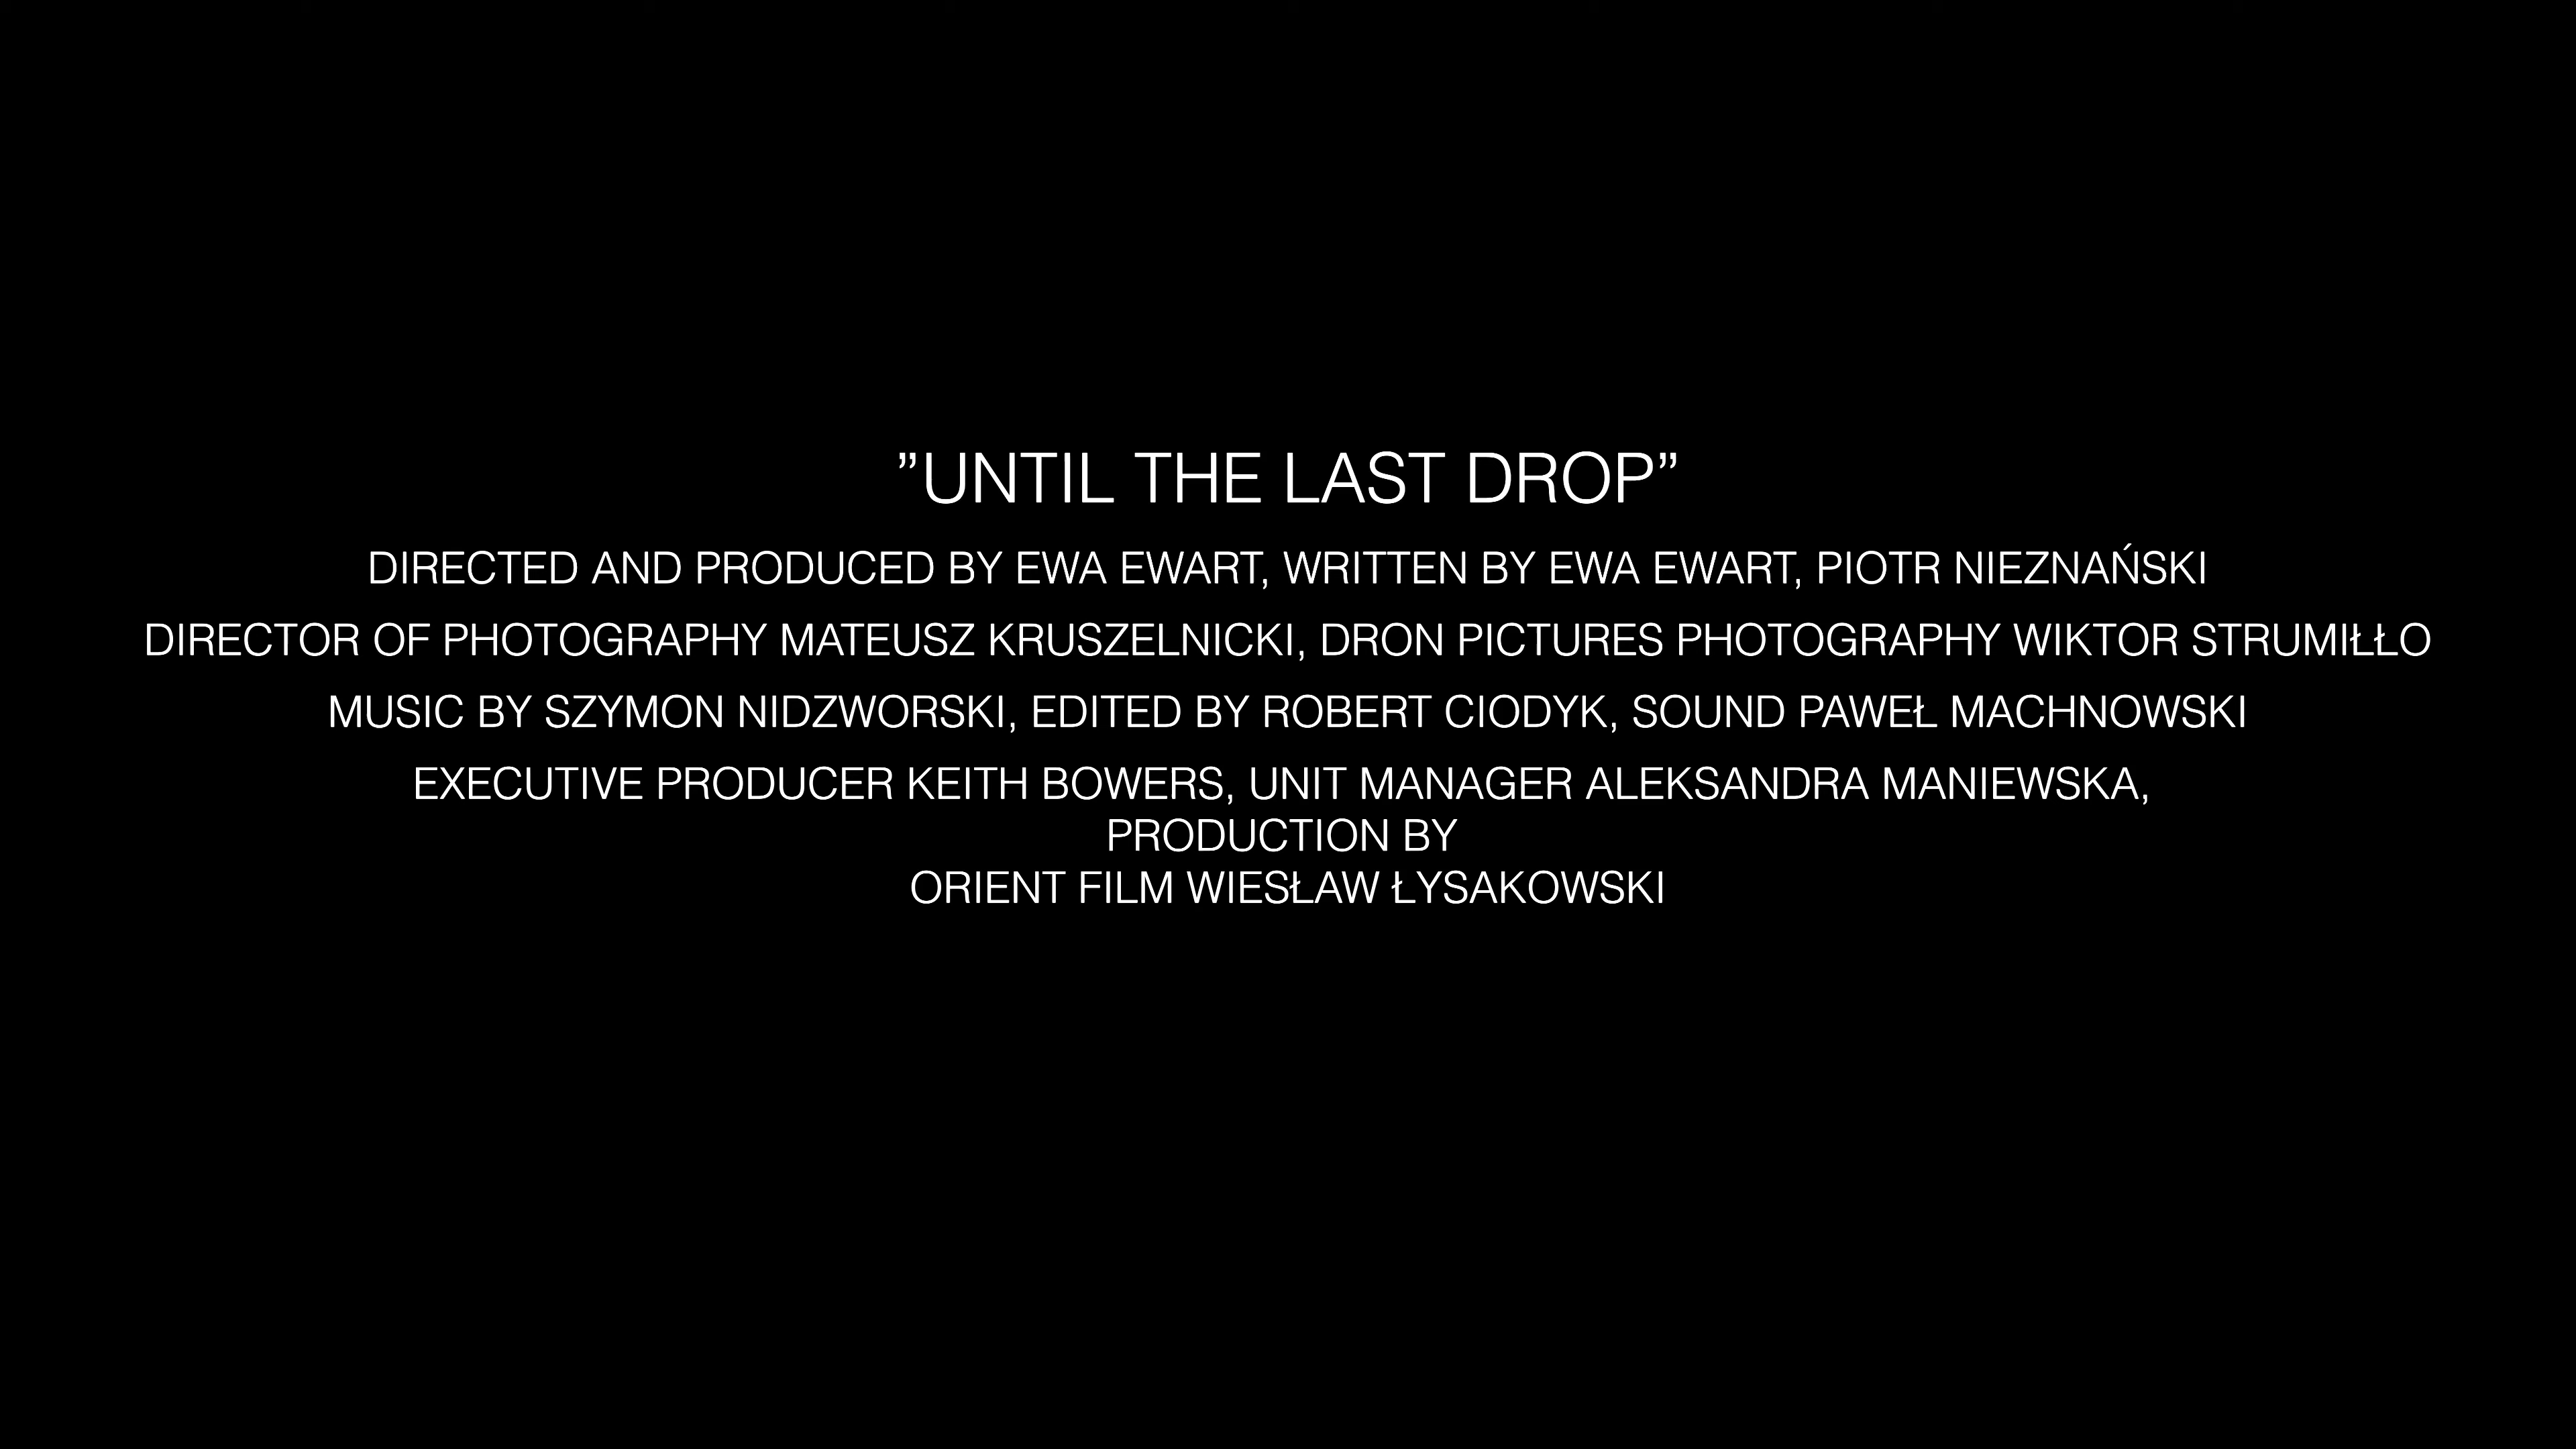 ”UNTIL THE LAST DROP”
DIRECTED AND PRODUCED BY EWA EWART, WRITTEN BY EWA EWART, PIOTR NIEZNAŃSKI
DIRECTOR OF PHOTOGRAPHY MATEUSZ KRUSZELNICKI, DRON PICTURES PHOTOGRAPHY WIKTOR STRUMIŁŁO
MUSIC BY SZYMON NIDZWORSKI, EDITED BY ROBERT CIODYK, SOUND PAWEŁ MACHNOWSKI
EXECUTIVE PRODUCER KEITH BOWERS, UNIT MANAGER ALEKSANDRA MANIEWSKA,
PRODUCTION BY
ORIENT FILM WIESŁAW ŁYSAKOWSKI